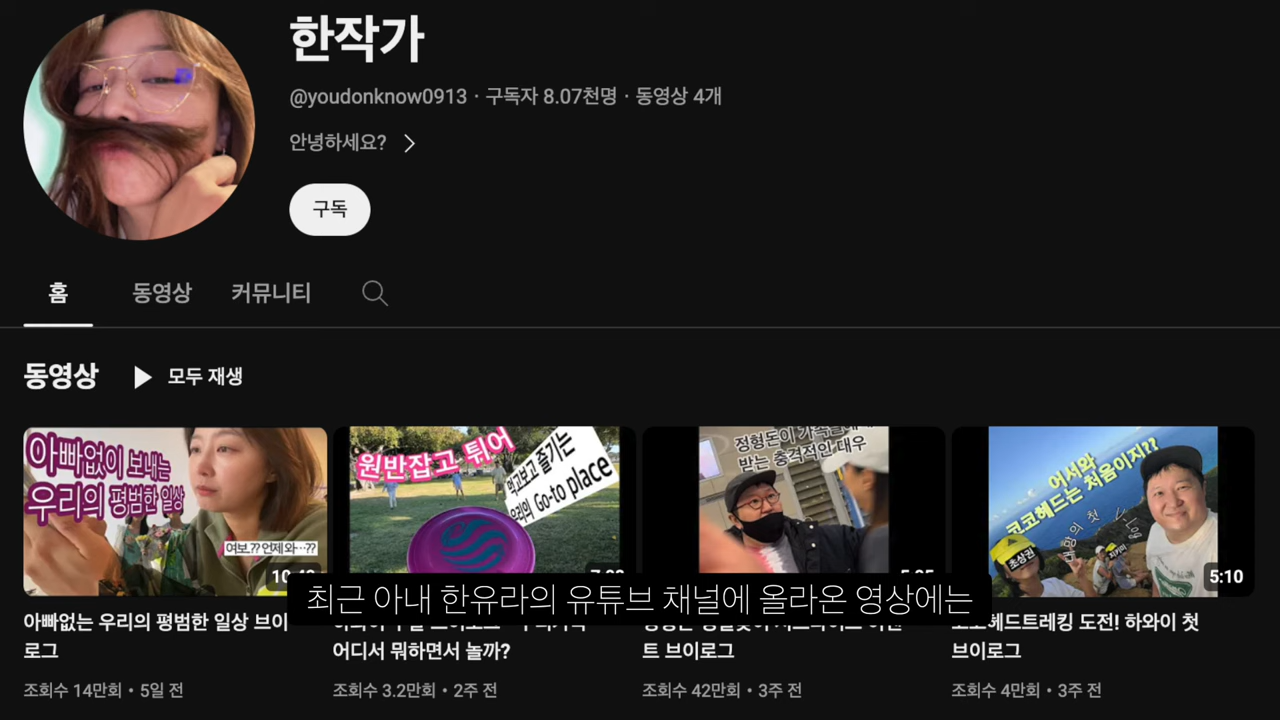 한작가
@youdonknow0913 · 구독자 8.07천명 · 동영상 4개
안녕하세요? >
구독
홈 동영상 커뮤니티
동영상 ▶ 모두 재생
아빠없이 보내는
우리의 평범한 일상
여보.?? 언제와…??
원반잡고 튀어
먹고보고 즐기는
우리의 Go-to place
정형돈이
받는 충격적인 대우
어서와
코코헤드는 처음이지??
초상권
지키미
대망의 첫 V-log
5:10
최근 아내 한유라의 유튜브 채널에 올라온 영상에는
아빠없는 우리의 평범한 일상 브이
로그
어디서 뭐하면서 놀까?
트 브이로그
헤드트레킹 도전! 하와이 첫
브이로그
조회수 14만회 • 5일 전
조회수 3.2만회 • 2주 전
조회수 42만회 • 3주 전
조회수 4만회 • 3주 전